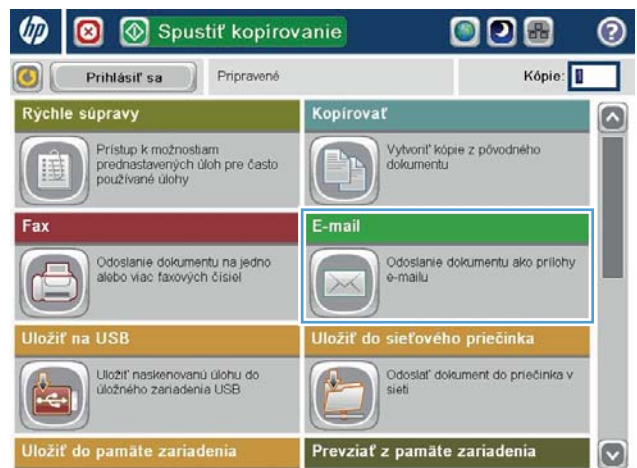 hp
Spustiť kopírovanie
?
Prihlásiť sa
Pripravené
Kópie: 1
Rýchle súpravy
Prístup k možnostiam
prednastavených úloh pre často
používané úlohy
Kopírovať
Vytvoriť kópie z pôvodného
dokumentu
Fax
Odoslanie dokumentu na jedno
alebo viac faxových čísiel
E-mail
Odoslanie dokumentu ako prílohy
e-mailu
Uložiť na USB
Uložiť naskenovanú úlohu do
úložného zariadenia USB
Uložiť do sieťového priečinka
Odoslať dokument do priečinka v
sieti
Uložiť do pamäte zariadenia
Prevziať z pamäte zariadenia